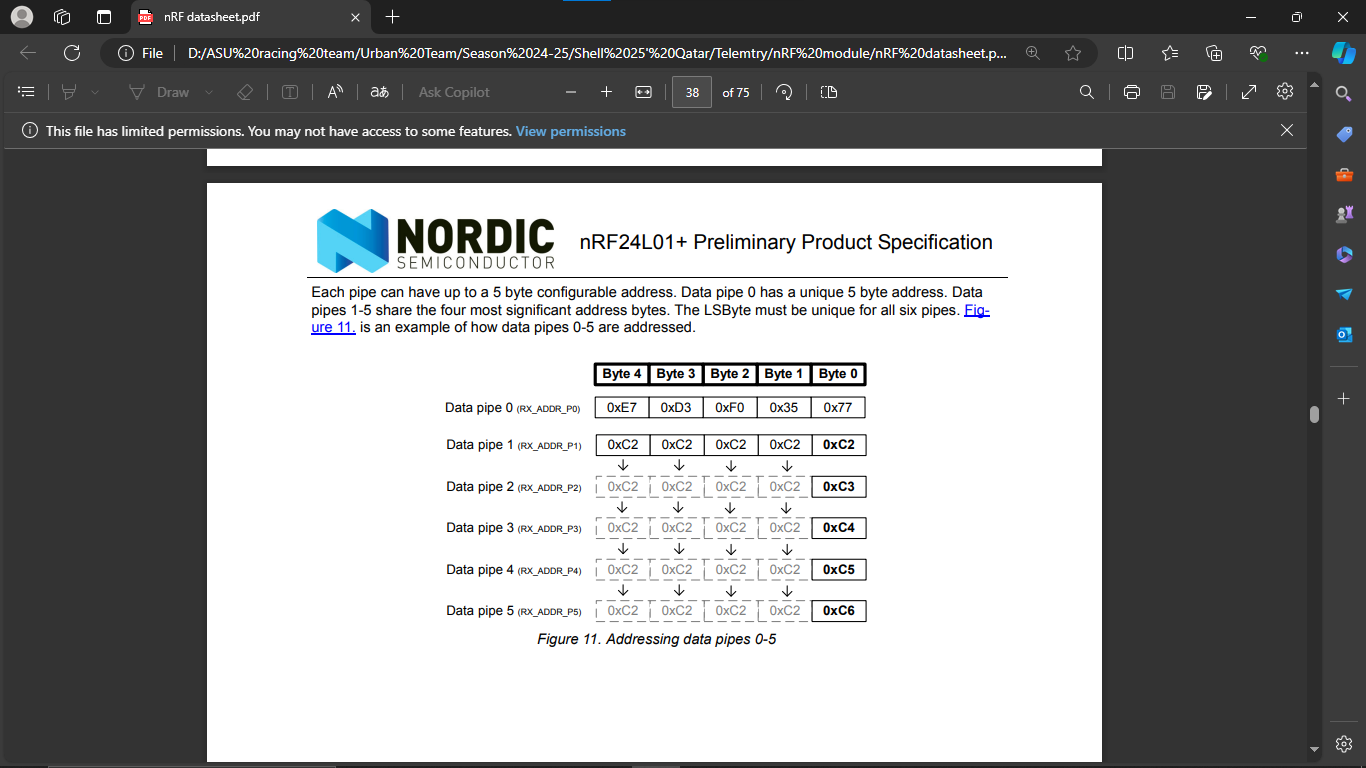 nRF datasheet.pdf
File D:/ASU%20racing%20team/Urban%20Team/Season%2024-25/Shell%2025'%20Qatar/Telemtry/nRF%20module/nRF%20datasheet.p...
Draw T A aあ Ask Copilot 38 of 75
This file has limited permissions. You may not have access to some features. View permissions
NORDIC
SEMICONDUCTOR
nRF24L01+ Preliminary Product Specification
Each pipe can have up to a 5 byte configurable address. Data pipe 0 has a unique 5 byte address. Data
pipes 1-5 share the four most significant address bytes. The LSByte must be unique for all six pipes. Fig-
ure 11. is an example of how data pipes 0-5 are addressed.
Byte 4 Byte 3 Byte 2 Byte 1 Byte 0
Data pipe 0 (RX_ADDR_P0) 0xE7 0xD3 0xF0 0x35 0x77
Data pipe 1 (RX_ADDR_P1) 0xC2 0xC2 0xC2 0xC2 0xC2
Data pipe 2 (RX_ADDR_P2) 0xC2 0xC2 0xC2 0xC2 0xC3
Data pipe 3 (RX_ADDR_P3) 0xC2 0xC2 0xC2 0xC2 0xC4
Data pipe 4 (RX_ADDR_P4) 0xC2 0xC2 0xC2 0xC2 0xC5
Data pipe 5 (RX_ADDR_P5) 0xC2 0xC2 0xC2 0xC2 0xC6
Figure 11. Addressing data pipes 0-5